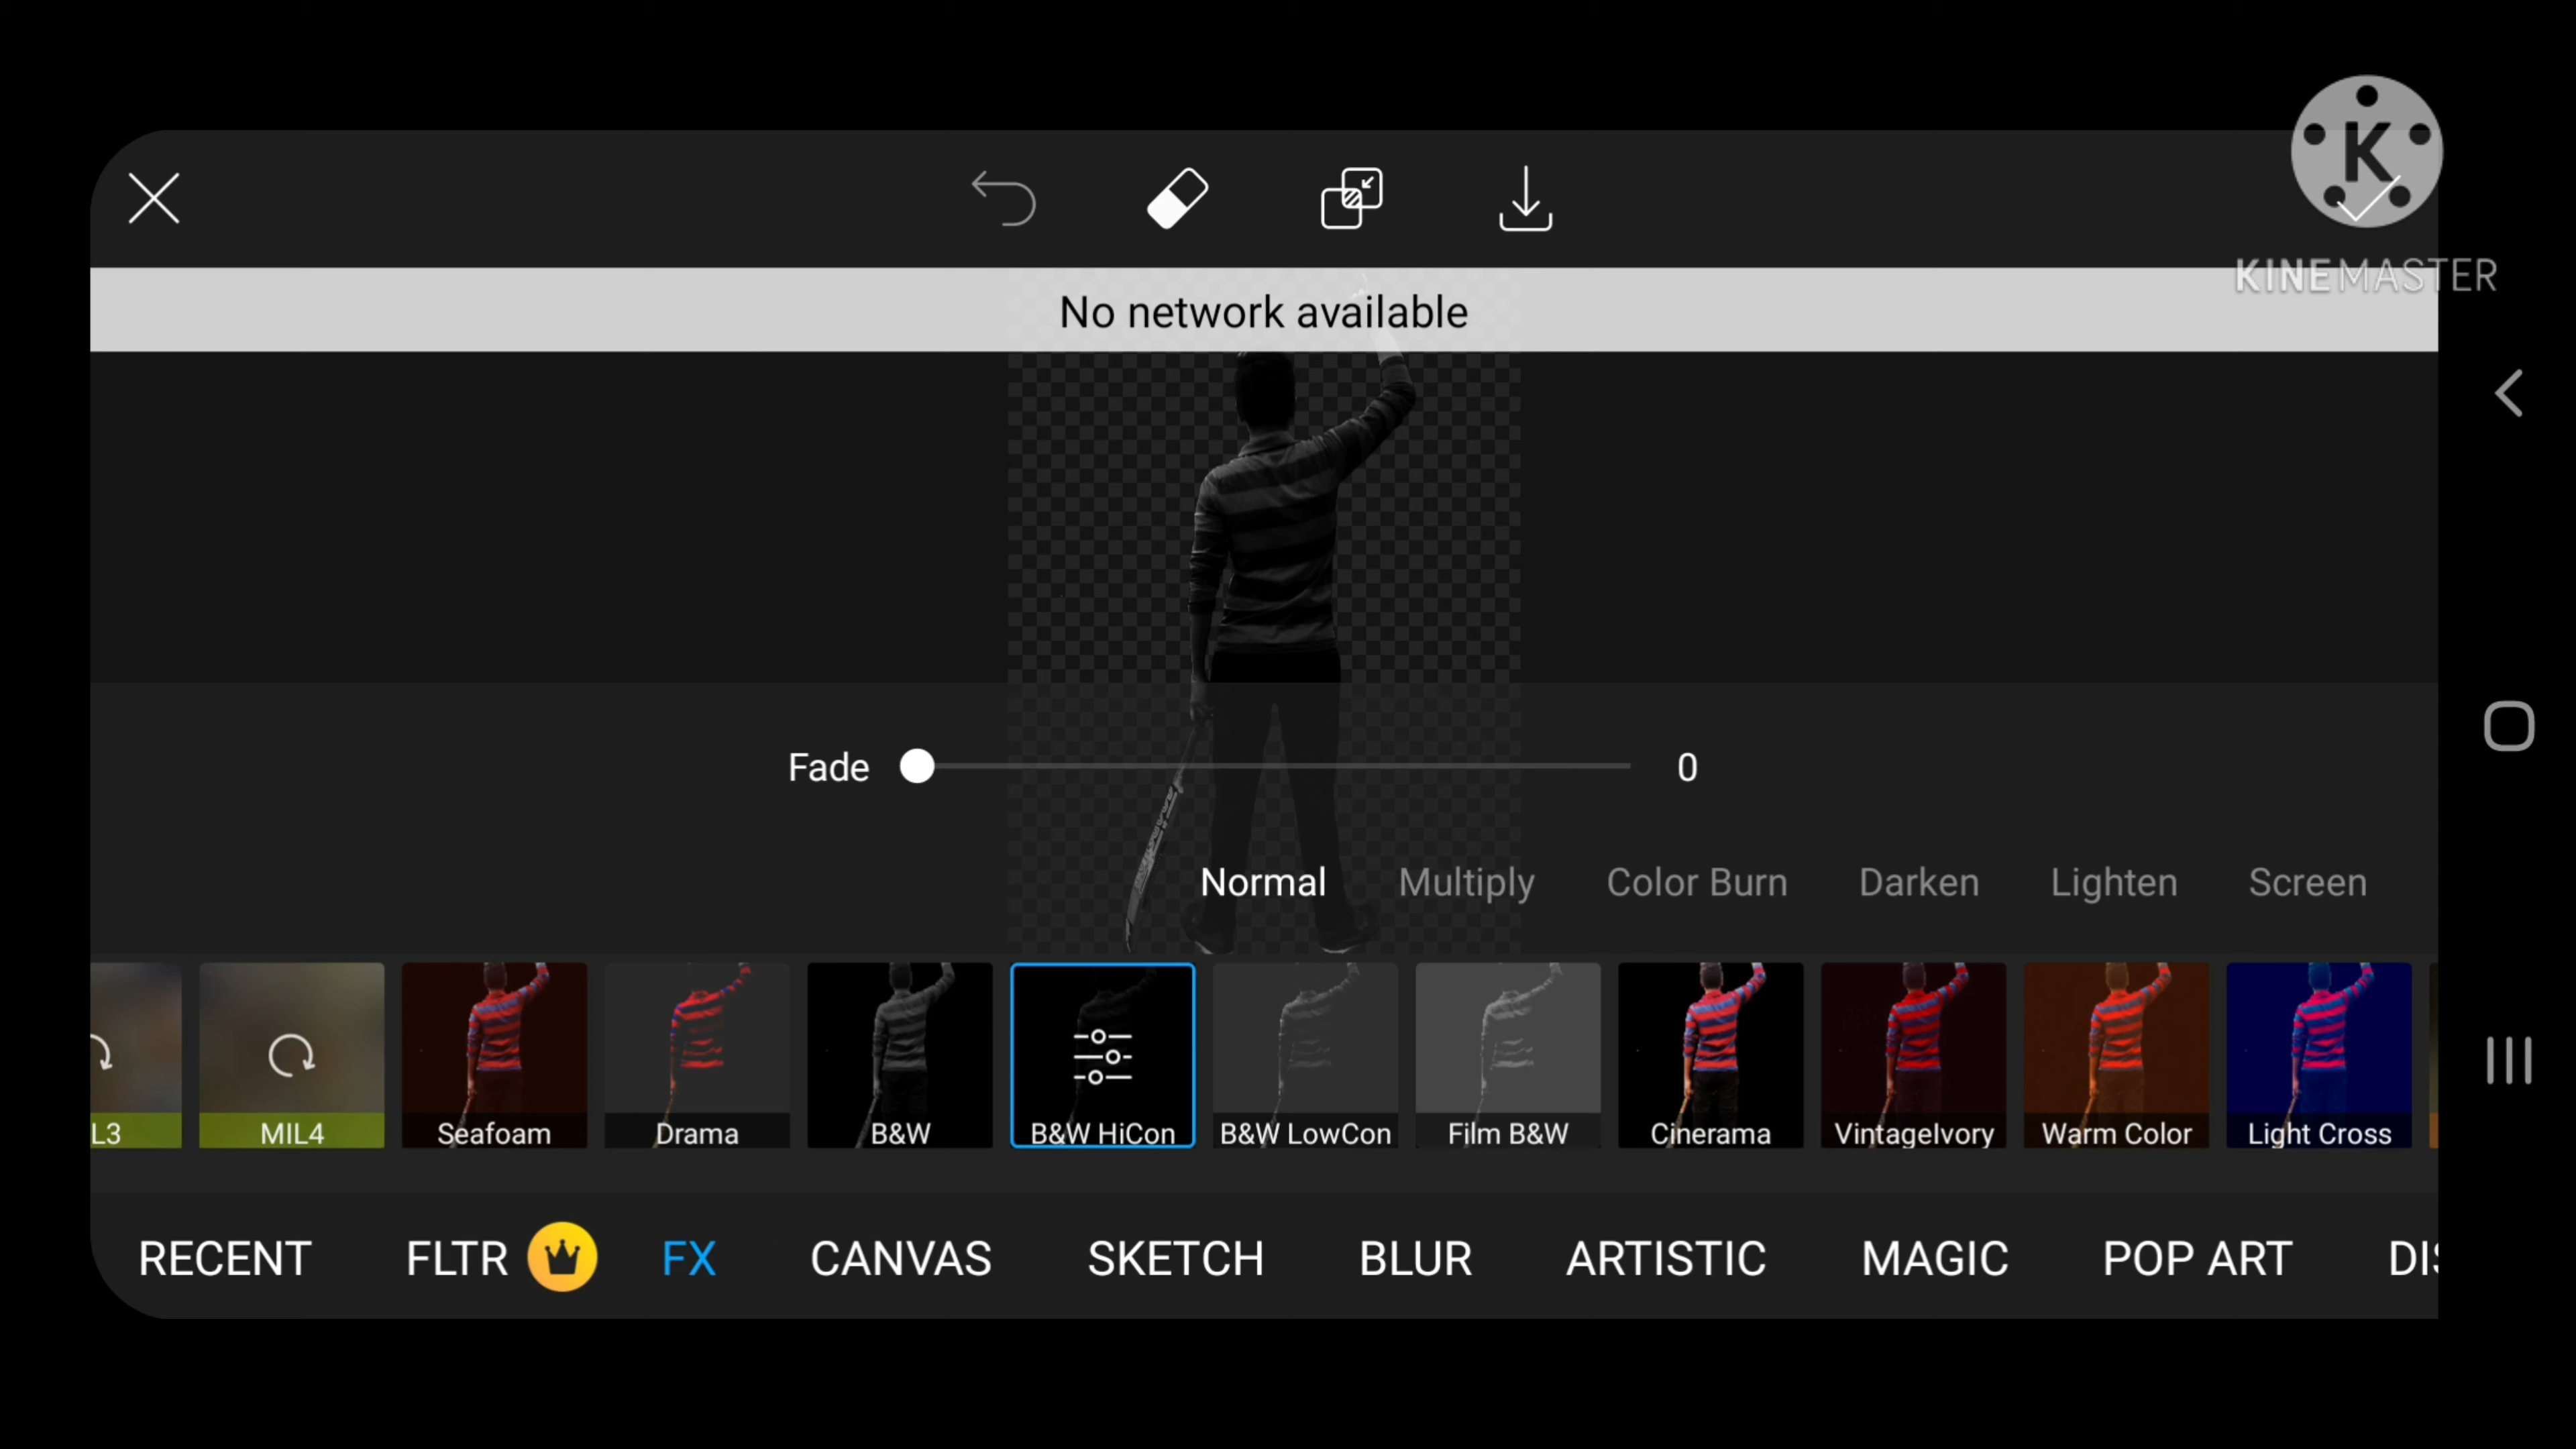 KINEMASTER
No network available
Fade 0
Normal Multiply Color Burn Darken Lighten Screen
L3 MIL4 Seafoam Drama B&W B&W HiCon B&W LowCon Film B&W Cinerama VintageIvory Warm Color Light Cross
RECENT FLTR FX CANVAS SKETCH BLUR ARTISTIC MAGIC POP ART